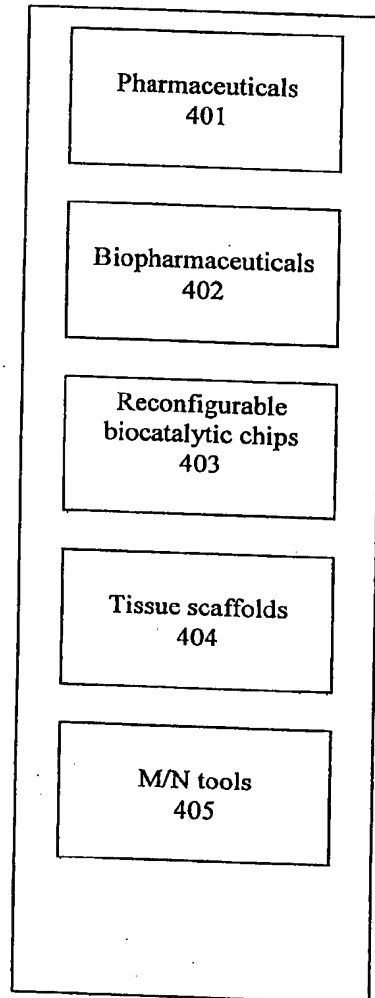 Pharmaceuticals
401
Biopharmaceuticals
402
Reconfigurable
biocatalytic chips
403
Tissue scaffolds
404
M/N tools
405